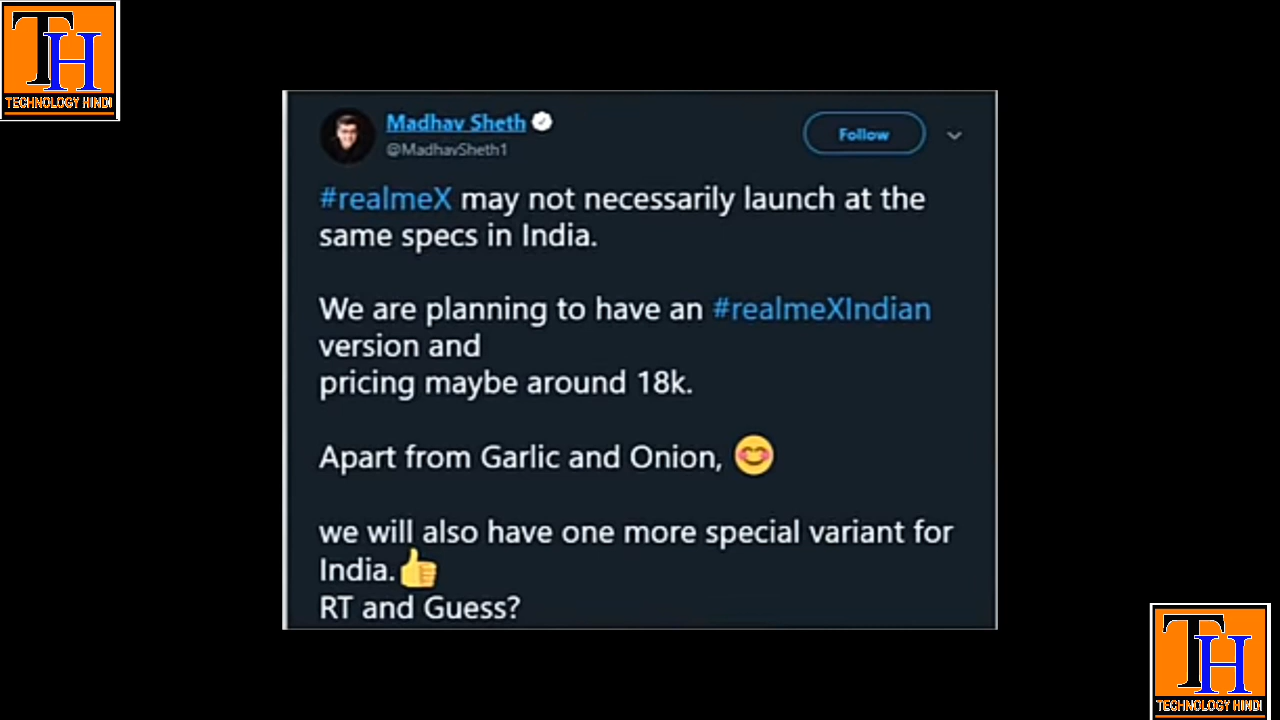 TH
TECHNOLOGY HINDI
Madhav Sheth
@MadhavSheth1
Follow
#realmeX may not necessarily launch at the
same specs in India.
We are planning to have an #realmeXIndian
version and
pricing maybe around 18k.
Apart from Garlic and Onion, 😊
we will also have one more special variant for
India.👍
RT and Guess?
TH
TECHNOLOGY HINDI